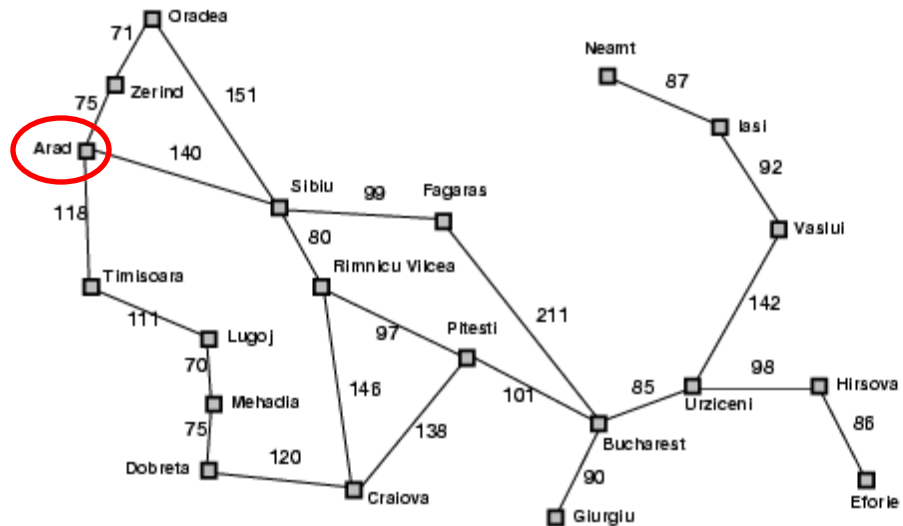 Oradea
71
Neamt
87
Zerind
151
75
Iasi
Arad
140
92
Sibiu
99
Fagaras
118
80
Vaslui
Rimnicu Vilcea
Timisoara
142
111
211
Lugoj
97
Pitesti
70
98
Hirsova
146
85
Mehadia
101
Urziceni
75
138
86
Bucharest
120
Dobreta
90
Craiova
Eforie
Giurgiu